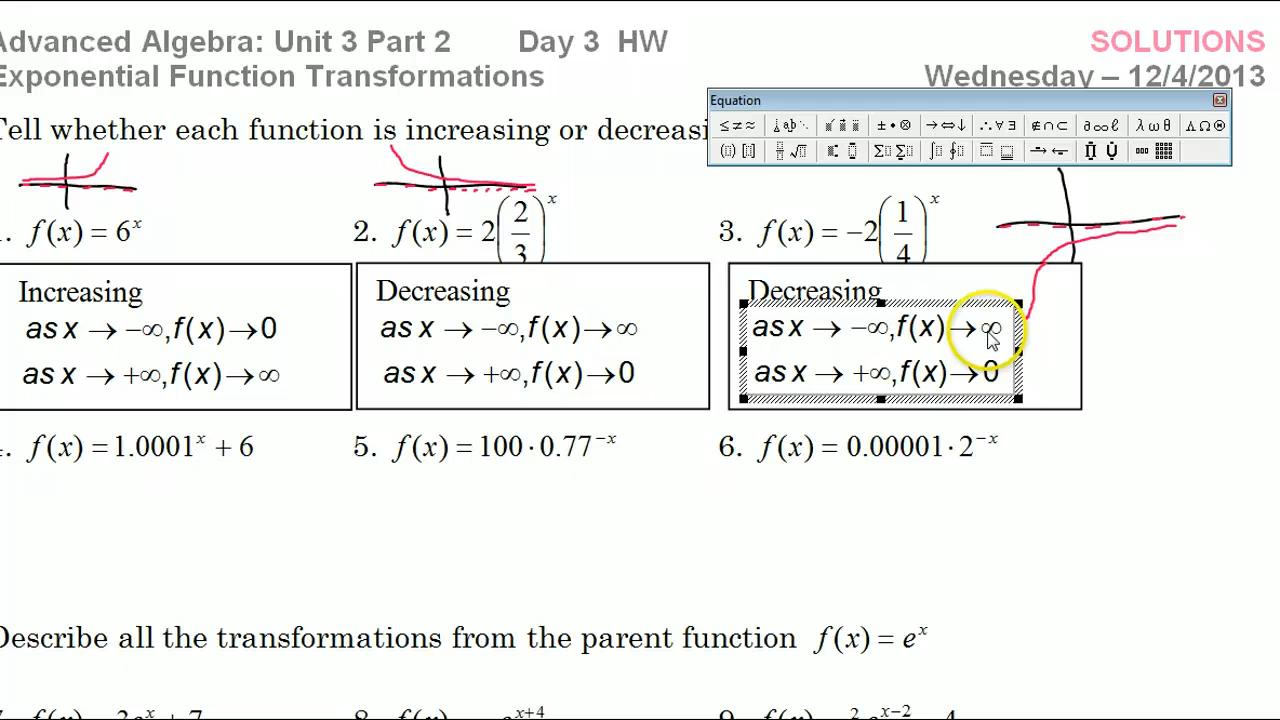 Advanced Algebra: Unit 3 Part 2 Day 3 HW SOLUTIONS
Exponential Function Transformations Wednesday – 12/4/2013
Equation
Tell whether each function is increasing or decreasi
1. f(x) = 6^x 2. f(x) = 2(2/3)^x 3. f(x) = −2(1/4)^x
Increasing Decreasing Decreasing
as x → −∞, f(x) → 0 as x → −∞, f(x) → ∞ as x → −∞, f(x) → ∞
as x → +∞, f(x) → ∞ as x → +∞, f(x) → 0 as x → +∞, f(x) → 0
4. f(x) = 1.0001^x + 6 5. f(x) = 100 · 0.77^−x 6. f(x) = 0.00001 · 2^−x
Describe all the transformations from the parent function f(x) = e^x